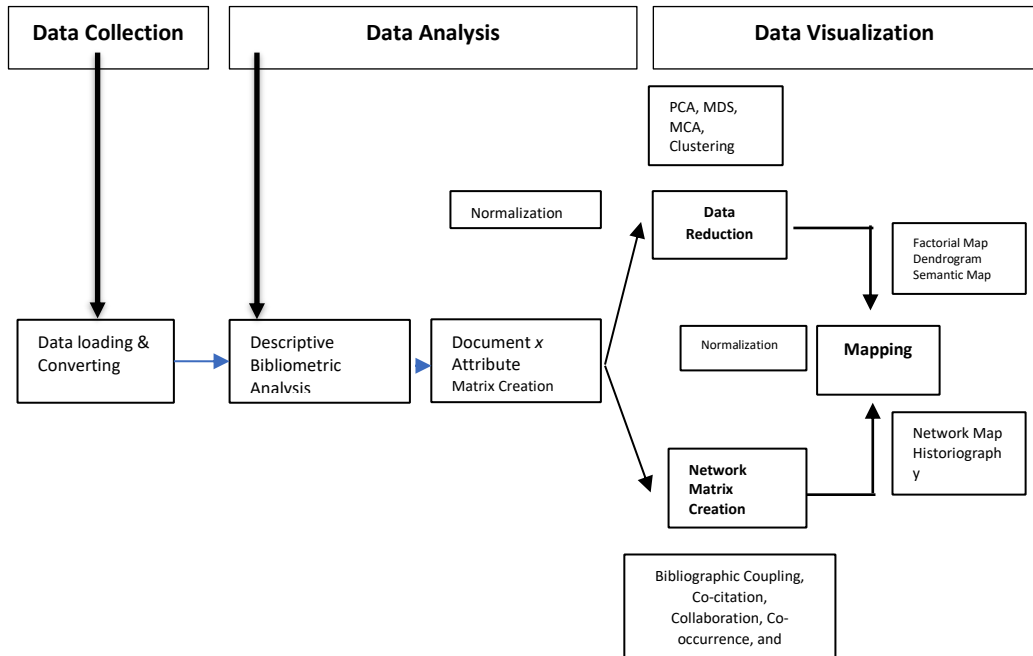 Data Collection
Data Analysis
Data Visualization
PCA, MDS,
MCA,
Clustering
Normalization
Data
Reduction
Factorial Map
Dendrogram
Semantic Map
Data loading &
Converting
Descriptive
Bibliometric
Analysis
Document x
Attribute
Matrix Creation
Normalization
Mapping
Network Map
Historiograph
y
Network
Matrix
Creation
Bibliographic Coupling,
Co-citation,
Collaboration, Co-
occurrence, and